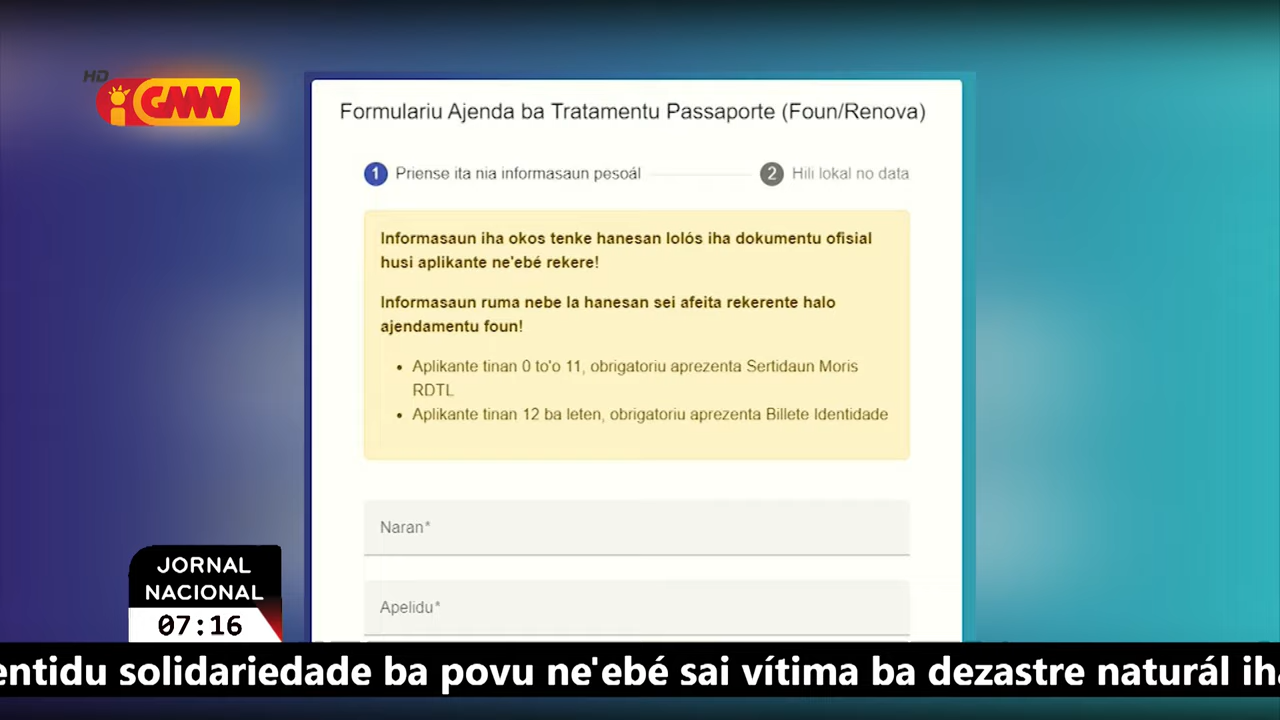 HD
GMN
Formulariu Ajenda ba Tratamentu Passaporte (Foun/Renova)
1 Priense ita nia informasaun pesoál
2 Hili lokal no data
Informasaun iha okos tenke hanesan lolós iha dokumentu ofisial
husi aplikante ne'ebé rekere!
Informasaun ruma nebe la hanesan sei afeita rekerente halo
ajendamentu foun!
• Aplikante tinan 0 to'o 11, obrigatoriu aprezenta Sertidaun Moris
RDTL
• Aplikante tinan 12 ba leten, obrigatoriu aprezenta Billete Identidade
Naran*
Apelidu*
JORNAL
NACIONAL
07:16
solidariedade ba povu ne'ebé sai vítima ba dezastre naturál